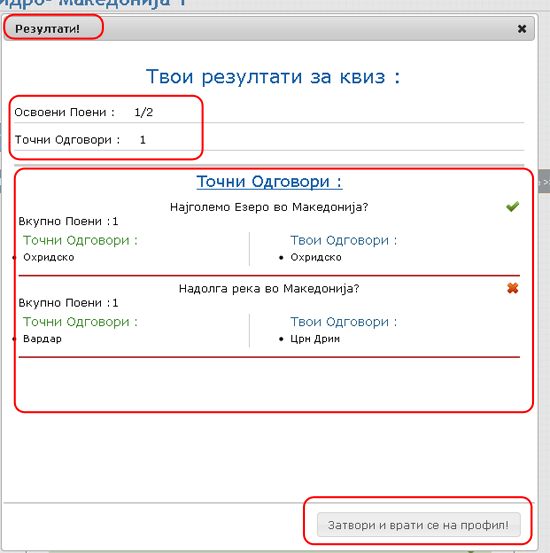 идро- Македонија 1
Резултати!
Твои резултати за квиз :
Освоени Поени : 1/2
Точни Одговори : 1
Точни Одговори :
Најголемо Езеро во Македонија?
Вкупно Поени :1
Точни Одговори : Твои Одговори :
• Охридско • Охридско
Надолга река во Македонија?
Вкупно Поени :1
Точни Одговори : Твои Одговори :
• Вардар • Црн Дрим
Затвори и врати се на профил!